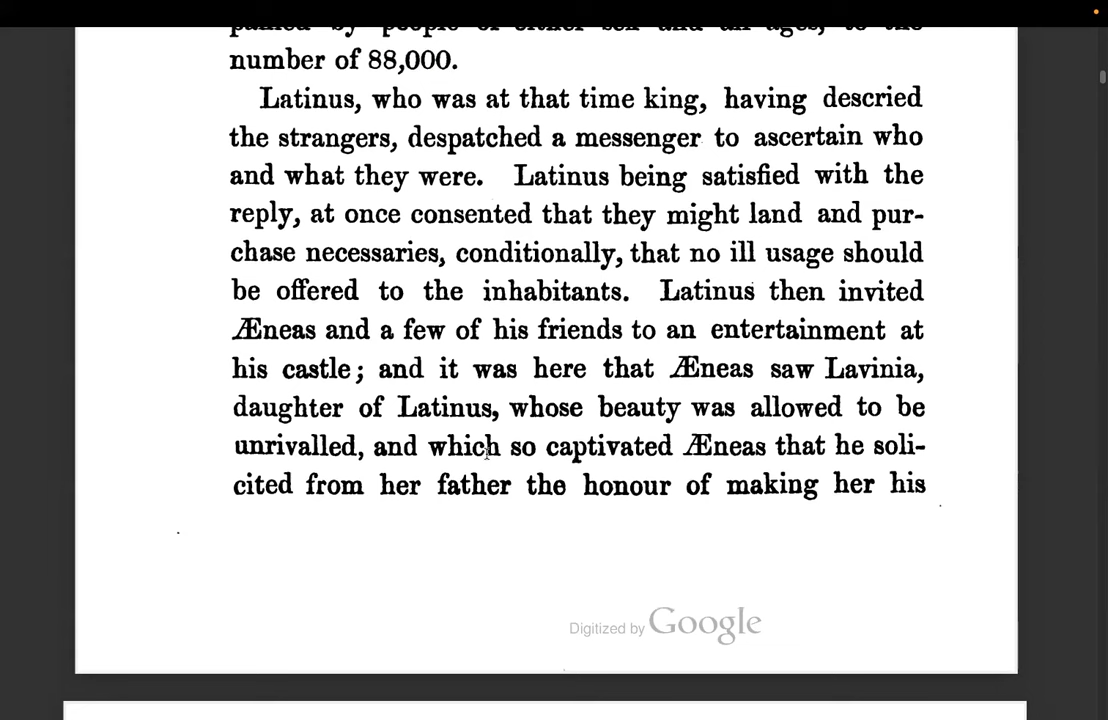 number of 88,000.
Latinus, who was at that time king, having descried
the strangers, despatched a messenger to ascertain who
and what they were. Latinus being satisfied with the
reply, at once consented that they might land and pur-
chase necessaries, conditionally, that no ill usage should
be offered to the inhabitants. Latinus then invited
Æneas and a few of his friends to an entertainment at
his castle; and it was here that Æneas saw Lavinia,
daughter of Latinus, whose beauty was allowed to be
unrivalled, and which so captivated Æneas that he soli-
cited from her father the honour of making her his
Digitized by Google